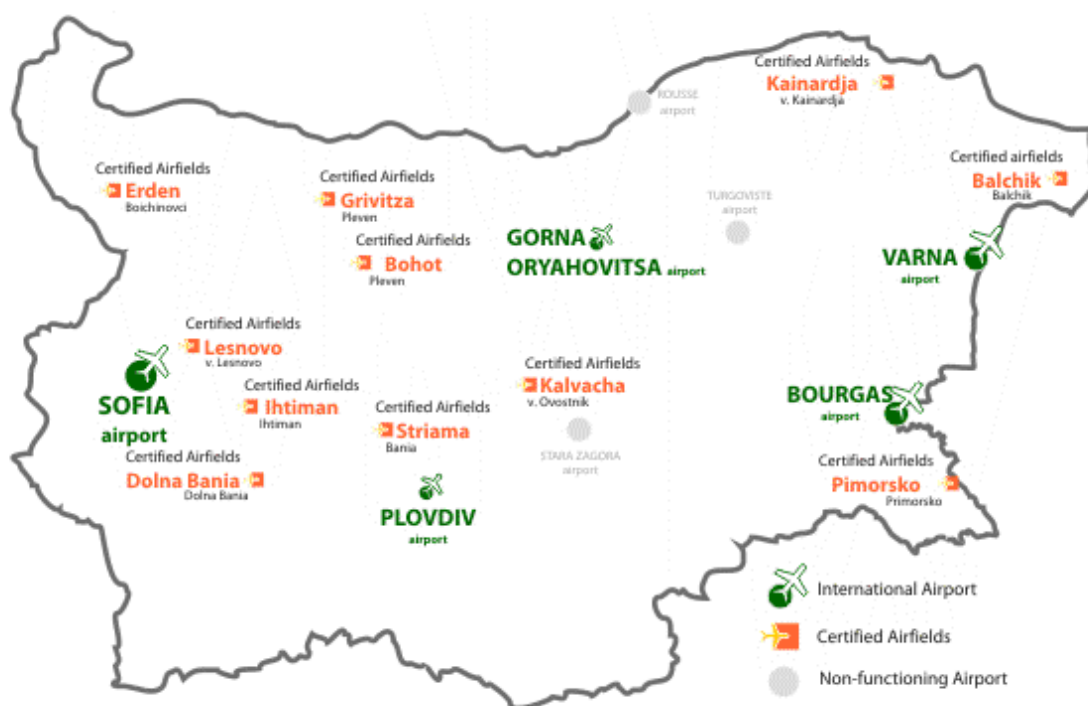 Certified Airfields
Kainardja
v. Kainardja
ROUSSE
airport
Certified airfields
Balchik
Balchik
Certified Airfields
Erden
Boichinovci
Certified Airfields
Grivitza
Pleven
TURGOVISTE
airport
GORNA
ORYAHOVITSA airport
VARNA
airport
Certified Airfields
Bohot
Pleven
Certified Airfields
Lesnovo
v. Lesnovo
SOFIA
airport
Certified Airfields
Ihtiman
Ihtiman
Certified Airfields
Kalvacha
v. Ovostnik
BOURGAS
airport
Certified Airfields
Striama
Bania
STARA ZAGORA
airport
Certified Airfields
Dolna Bania
Dolna Bania
PLOVDIV
airport
Certified Airfields
Pimorsko
Primorsko
International Airport
Certified Airfields
Non-functioning Airport